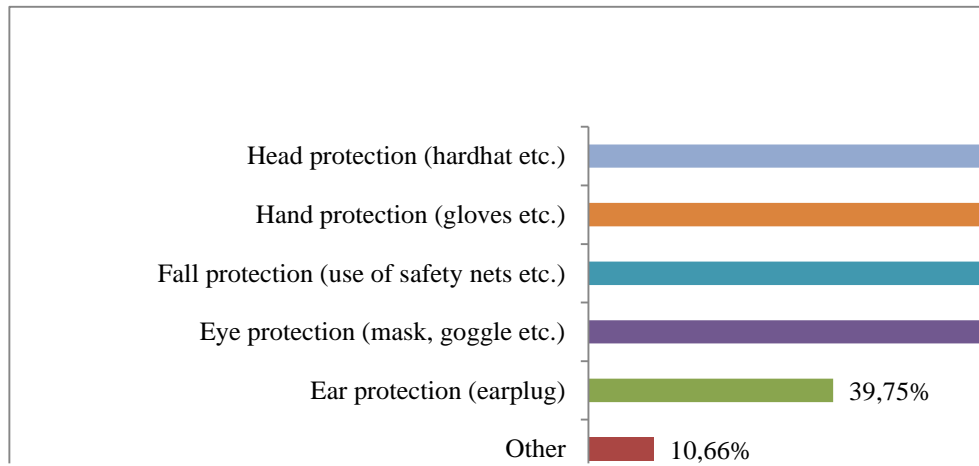 Head protection (hardhat etc.)
Hand protection (gloves etc.)
Fall protection (use of safety nets etc.)
Eye protection (mask, goggle etc.)
Ear protection (earplug) 39,75%
Other 10,66%